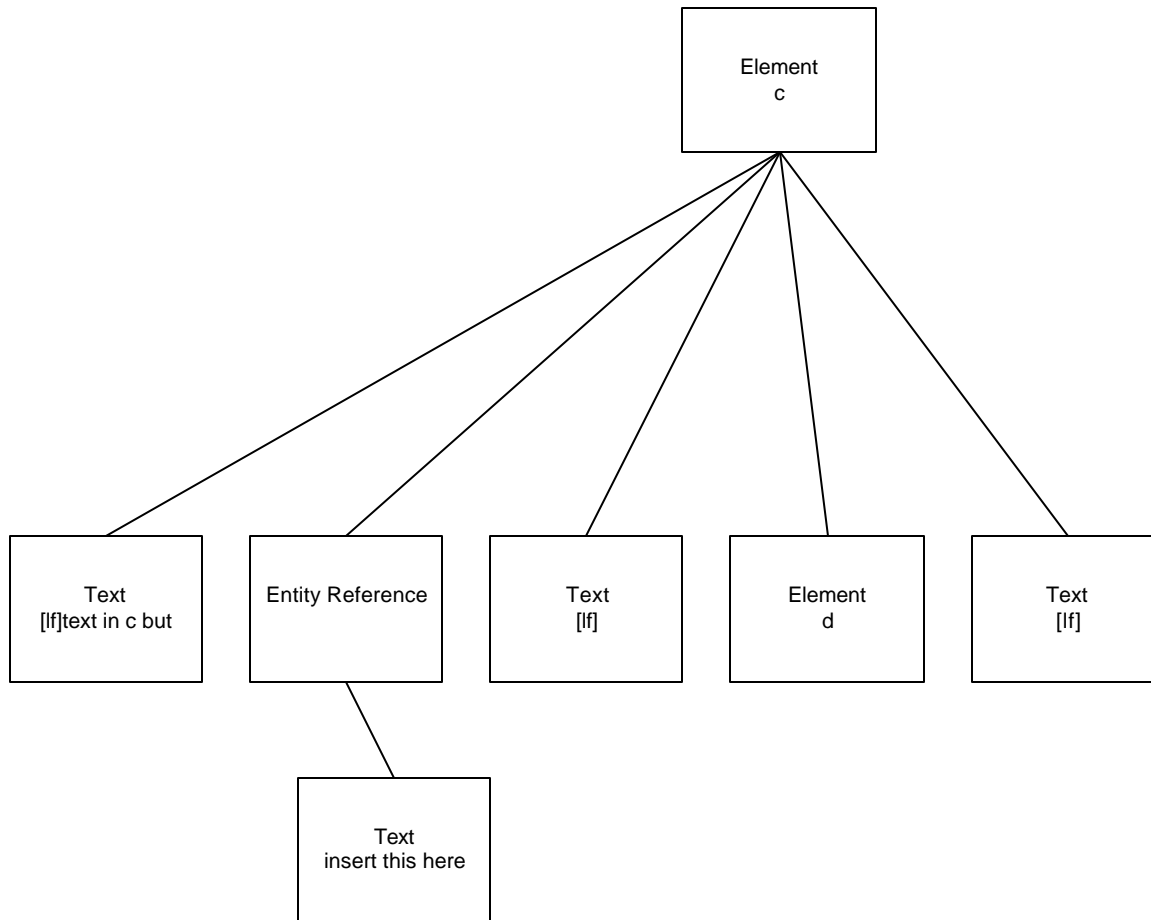 Element
c
Text
[lf]text in c but
Entity Reference
Text
[lf]
Element
d
Text
[lf]
Text
insert this here